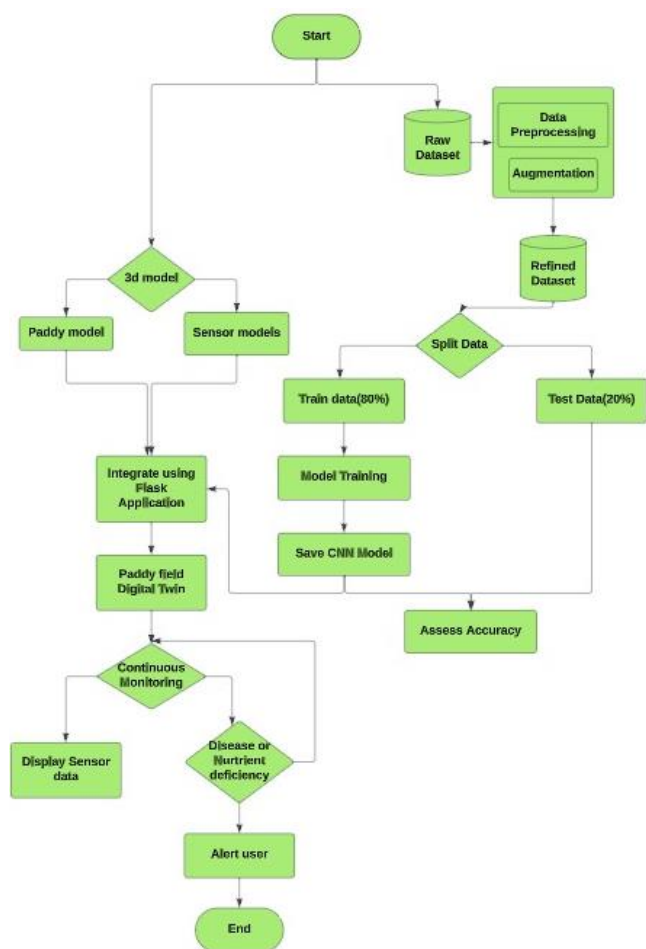 Start
Raw
Dataset
Data
Preprocessing
Augmentation
Refined
Dataset
3d model
Paddy model
Sensor models
Split Data
Train data(80%)
Test Data(20%)
Integrate using
Flask
Application
Model Training
Save CNN Model
Paddy field
Digital Twin
Assess Accuracy
Continuous
Monitoring
Display Sensor
data
Disease or
Nurtrient
deficiency
Alert user
End